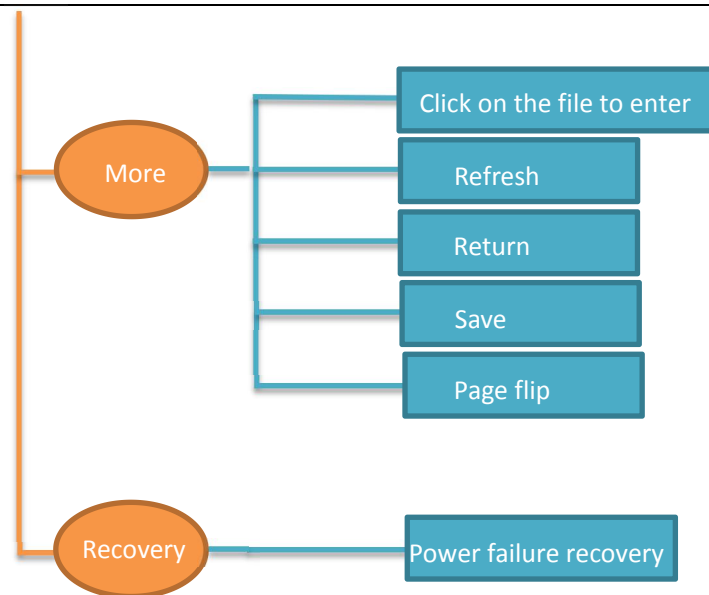 Click on the file to enter
More
Refresh
Return
Save
Page flip
Recovery
Power failure recovery